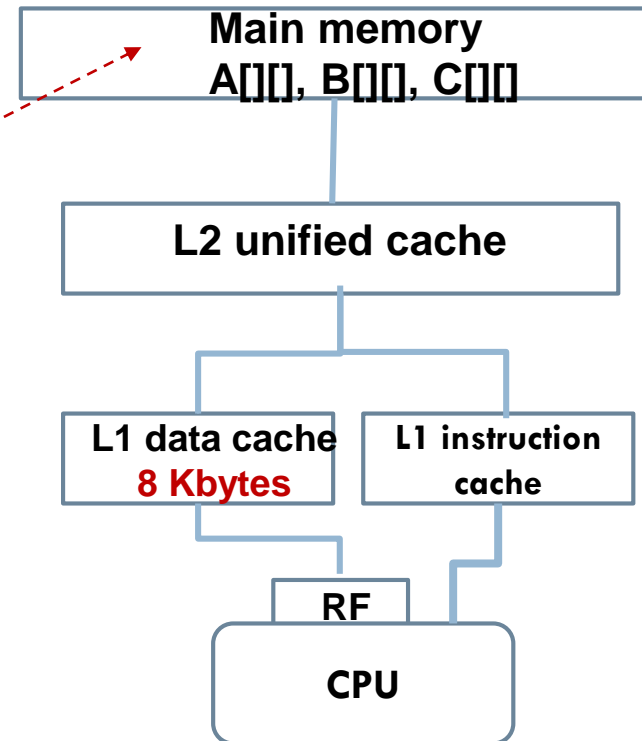 Main memory
A[][], B[][], C[][]
L2 unified cache
L1 data cache
8 Kbytes
L1 instruction
cache
RF
CPU